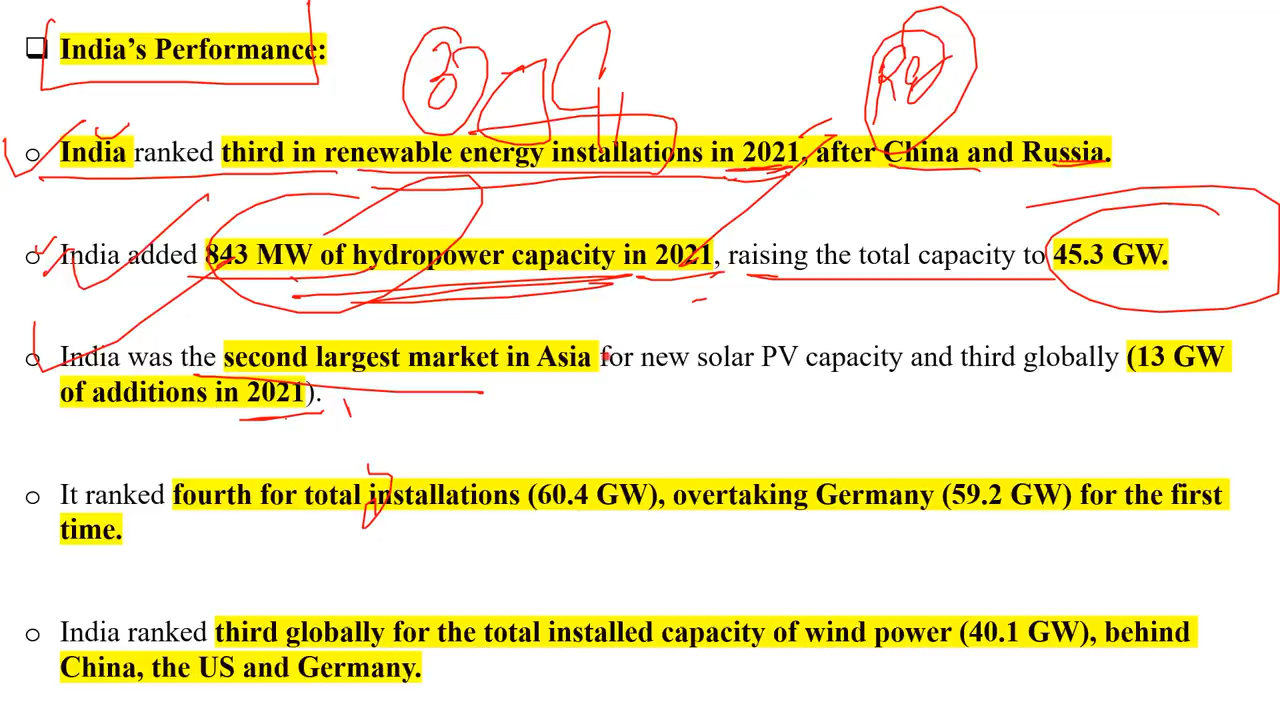 India's Performance:
RE
India ranked third in renewable energy installations in 2021, after China and Russia.
India added 843 MW of hydropower capacity in 2021, raising the total capacity to 45.3 GW.
India was the second largest market in Asia for new solar PV capacity and third globally (13 GW
of additions in 2021).
It ranked fourth for total installations (60.4 GW), overtaking Germany (59.2 GW) for the first
time.
India ranked third globally for the total installed capacity of wind power (40.1 GW), behind
China, the US and Germany.